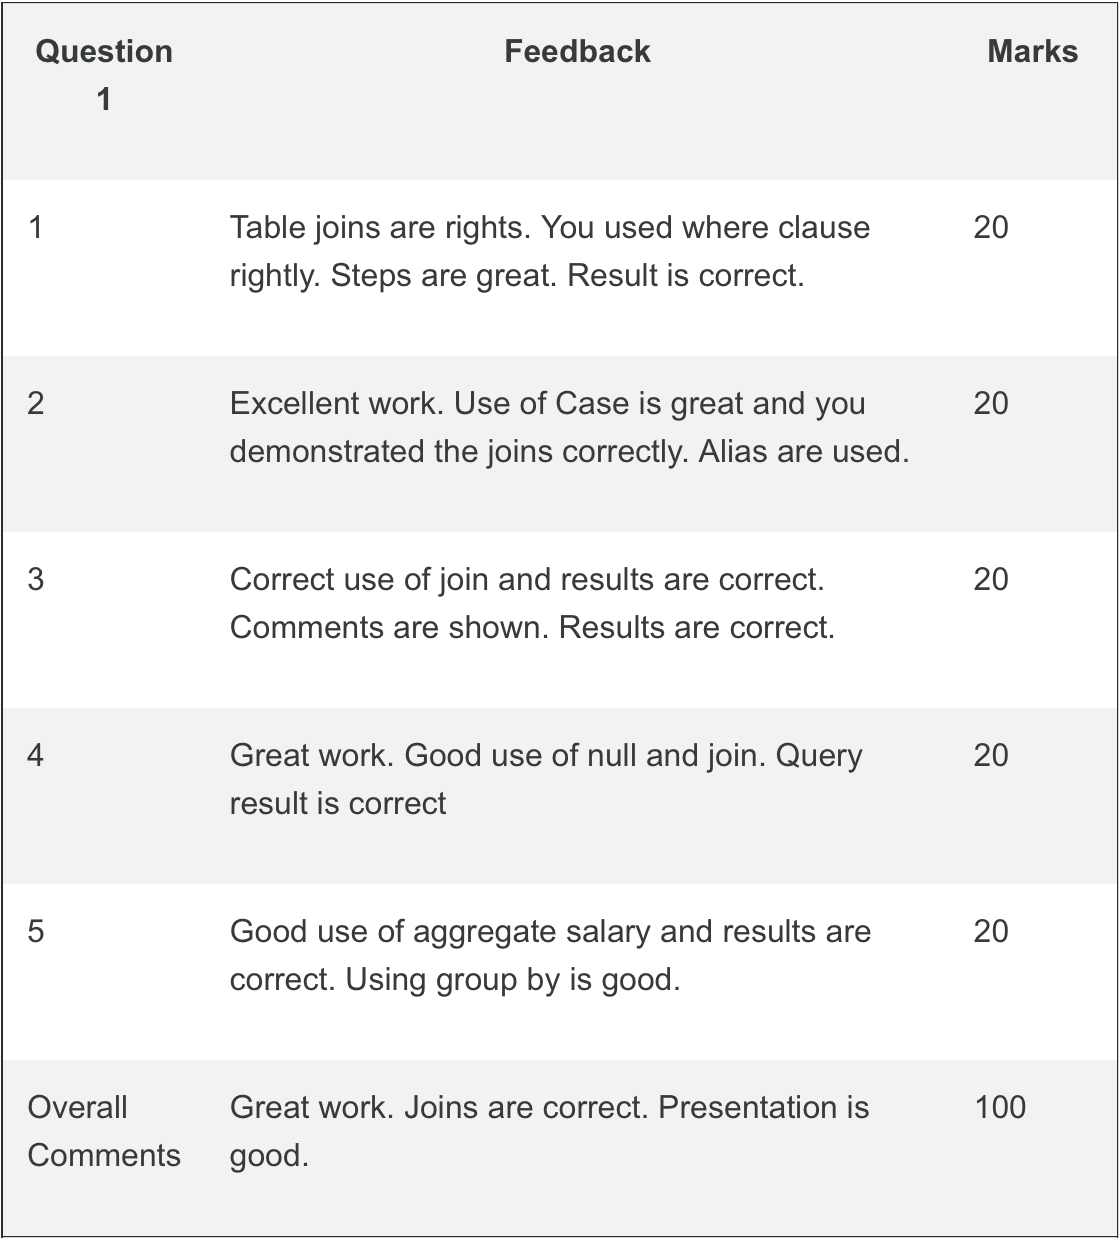 Question Feedback Marks
1
1 Table joins are rights. You used where clause 20
rightly. Steps are great. Result is correct.
2 Excellent work. Use of Case is great and you 20
demonstrated the joins correctly. Alias are used.
3 Correct use of join and results are correct. 20
Comments are shown. Results are correct.
4 Great work. Good use of null and join. Query 20
result is correct
5 Good use of aggregate salary and results are 20
correct. Using group by is good.
Overall Great work. Joins are correct. Presentation is 100
Comments good.